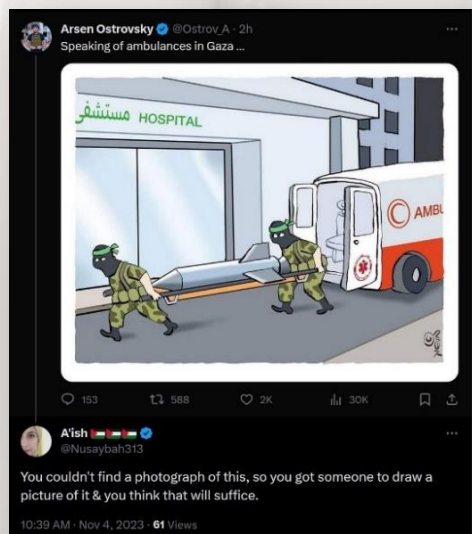 Arsen Ostrovsky @Ostrov_A · 2h
Speaking of ambulances in Gaza ...
مستشفى HOSPITAL
AMBU
153 588 2K 30K
A'ish
@Nusaybah313
You couldn't find a photograph of this, so you got someone to draw a
picture of it & you think that will suffice.
10:39 AM · Nov 4, 2023 · 61 Views